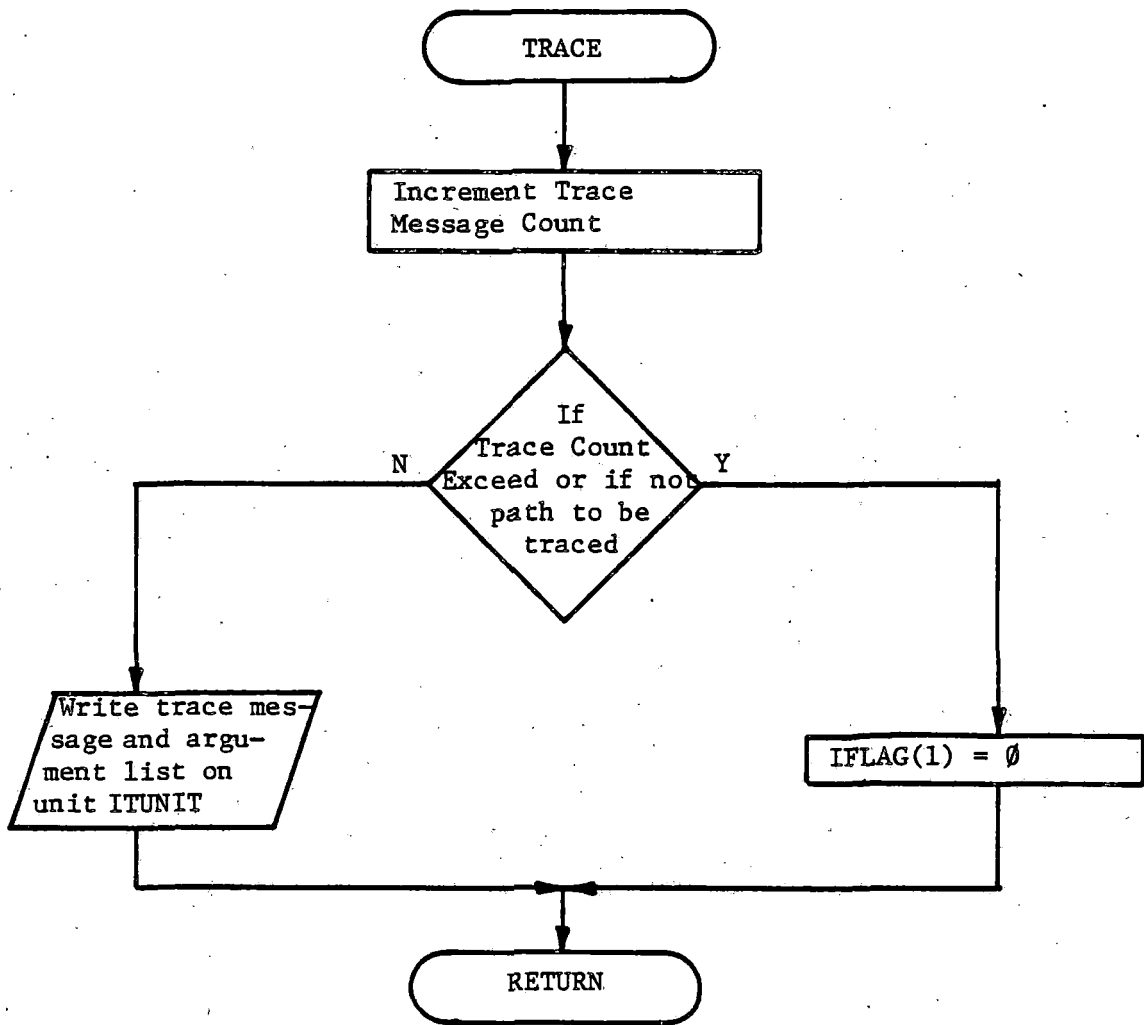 TRACE
Increment Trace
Message Count
If
Trace Count
Exceed or if not
path to be
traced
N
Y
Write trace mes-
sage and argu-
ment list on
unit ITUNIT
IFLAG(1) = Ø
RETURN